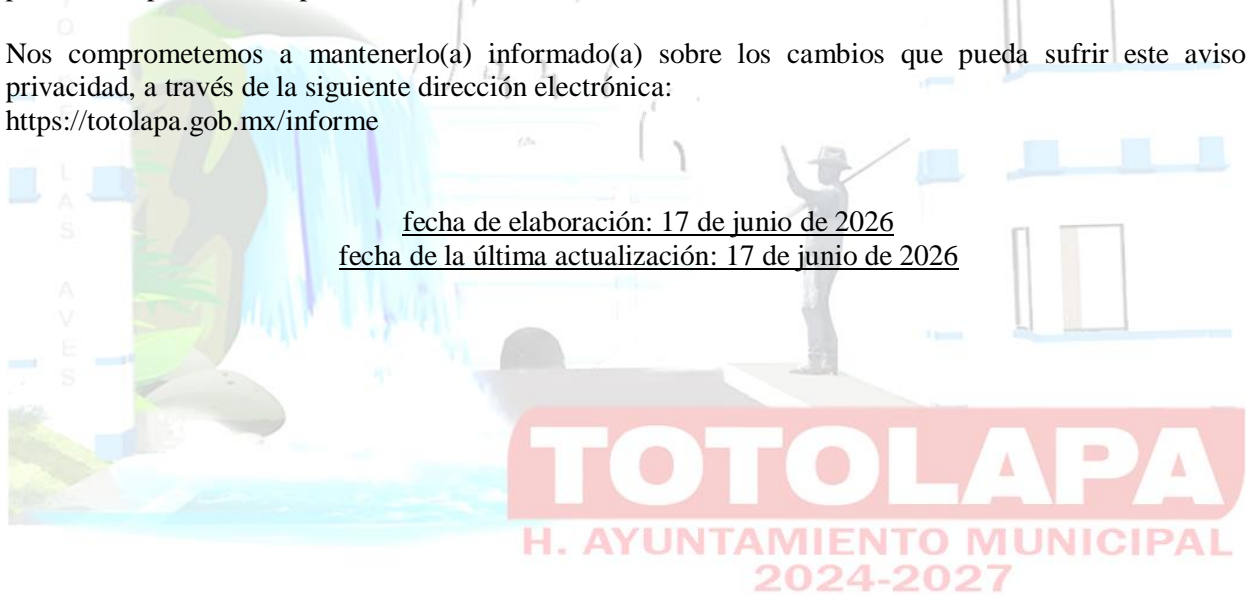 Nos comprometemos a mantenerlo(a) informado(a) sobre los cambios que pueda sufrir este aviso
privacidad, a través de la siguiente dirección electrónica:
https://totolapa.gob.mx/informe
fecha de elaboración: 17 de junio de 2026
fecha de la última actualización: 17 de junio de 2026
LAS AVES
TOTOLAPA
H. AYUNTAMIENTO MUNICIPAL
2024-2027